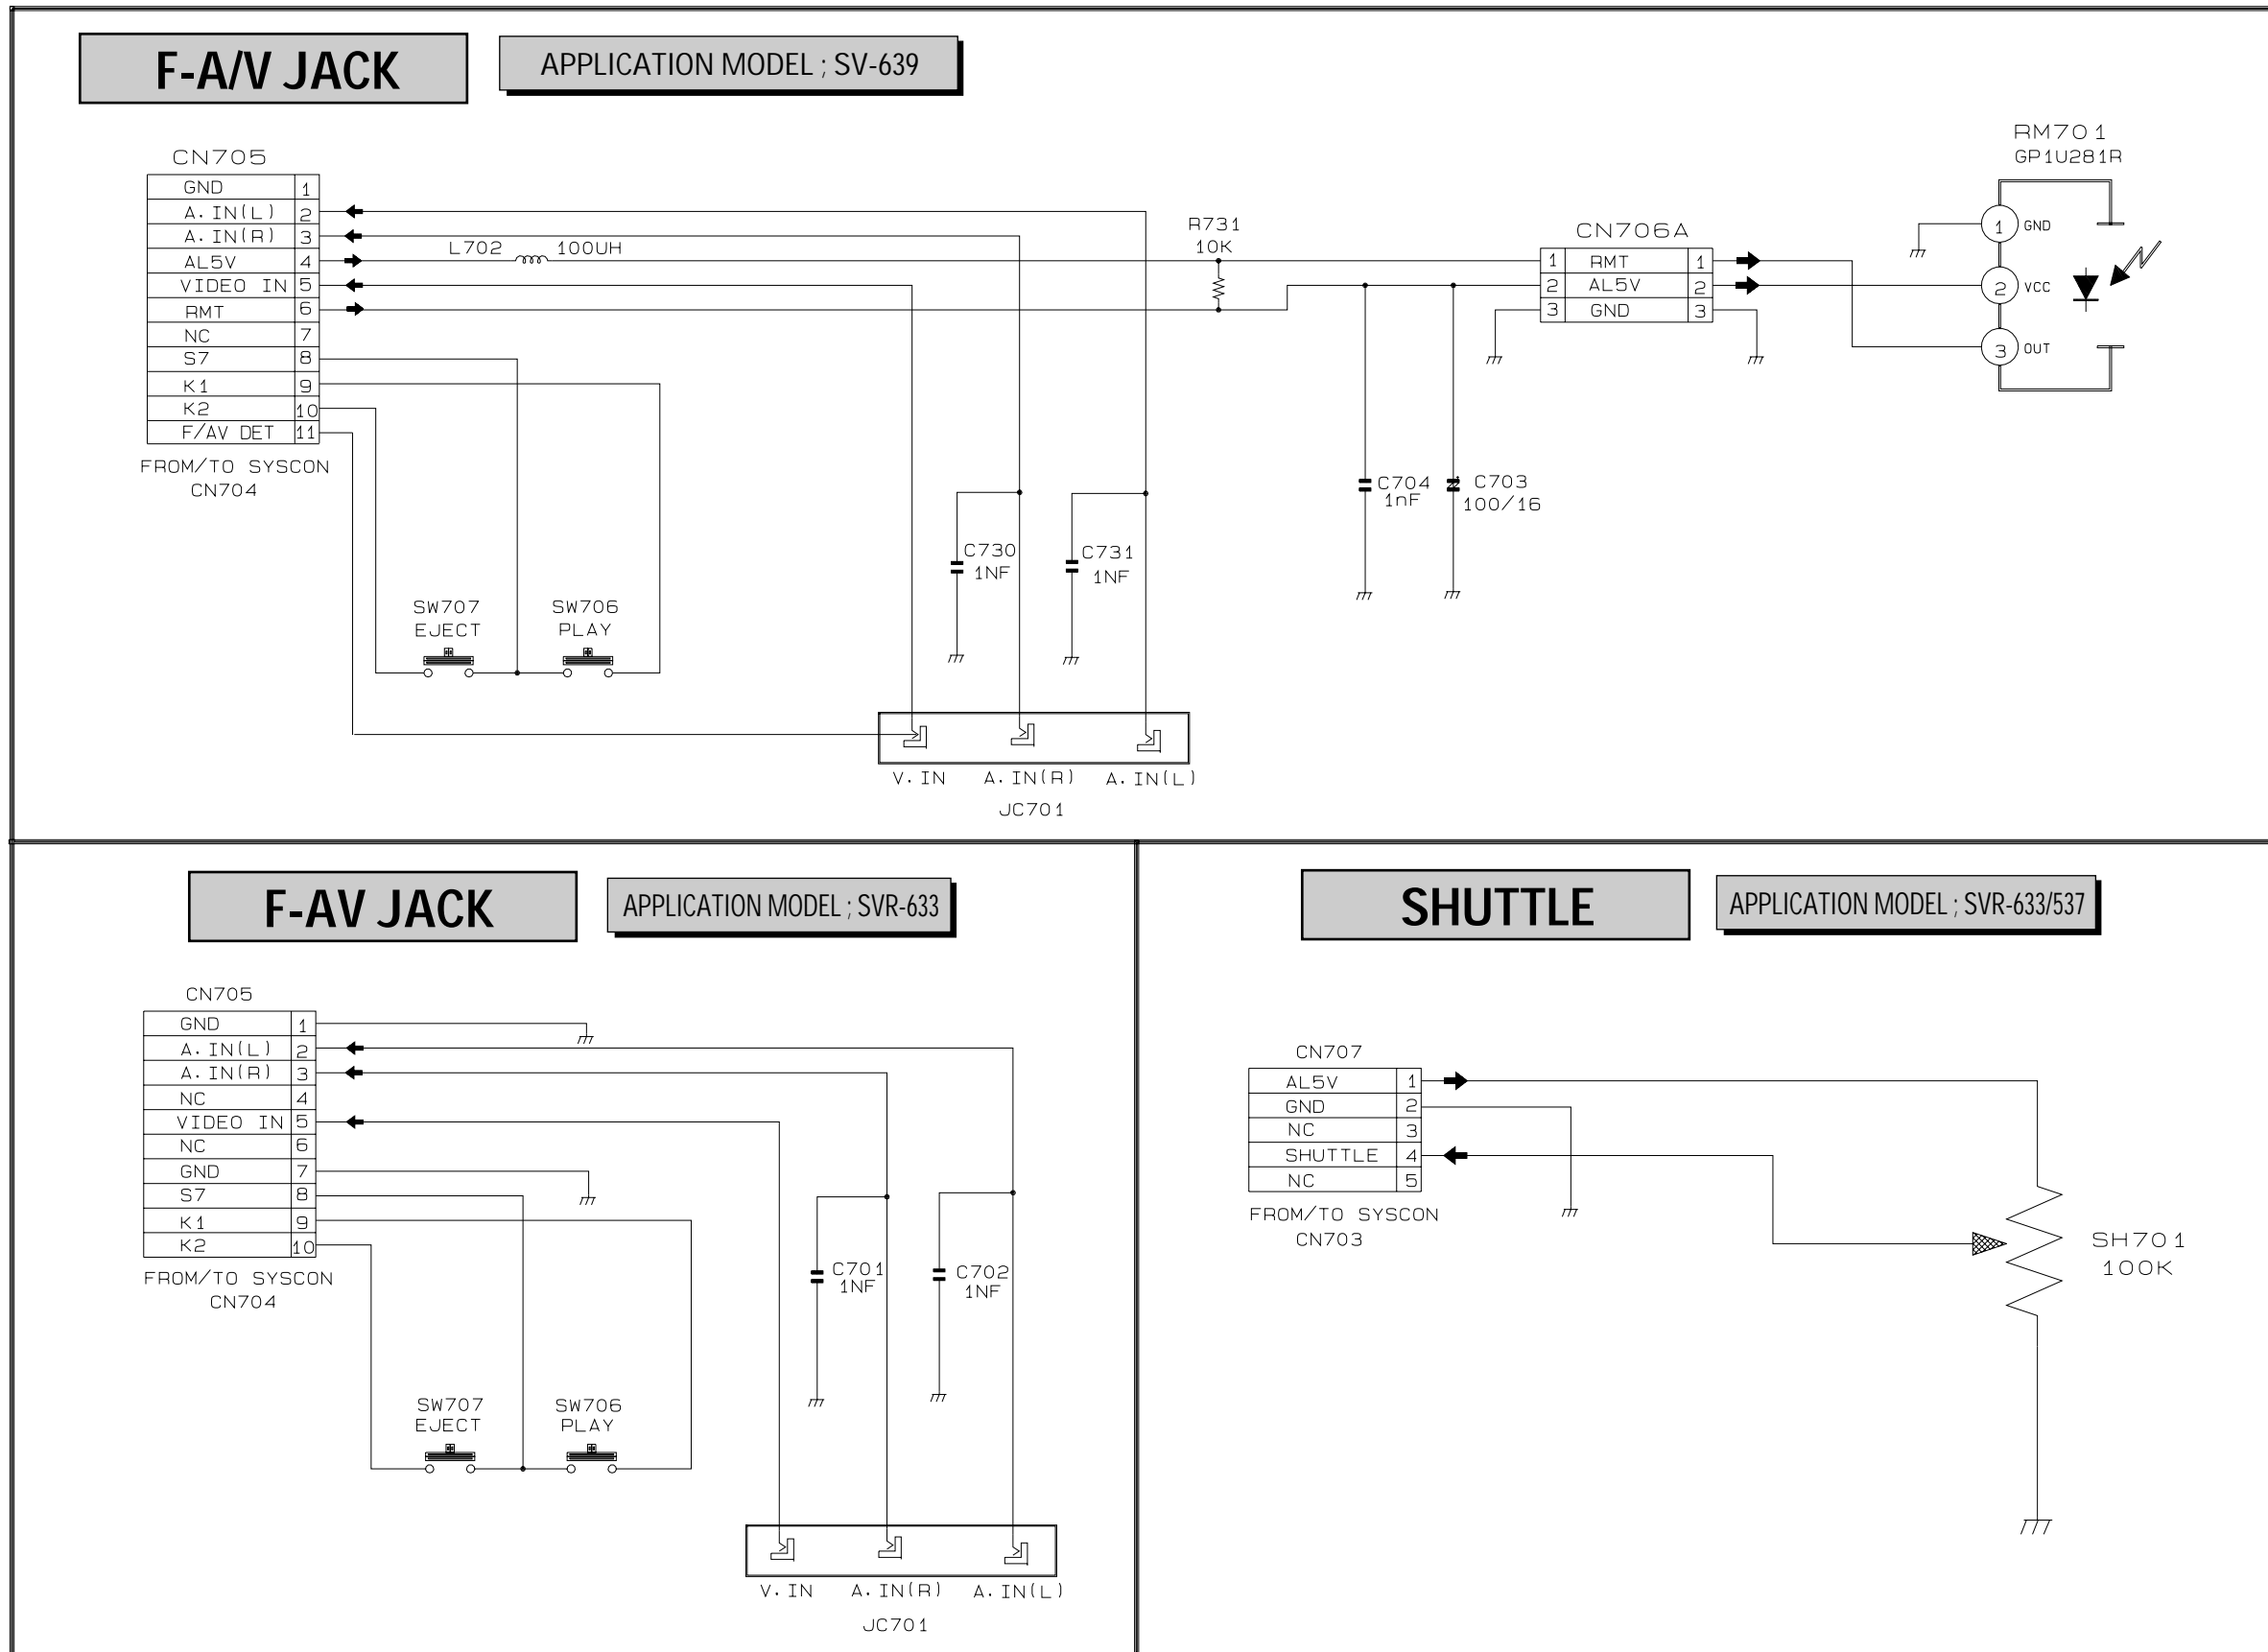 F-A/V JACK
APPLICATION MODEL ; SV-639
CN705
GND 1
A.IN(L) 2
A.IN(R) 3
AL5V 4
VIDEO IN 5
RMT 6
NC 7
S7 8
K1 9
K2 10
F/AV DET 11
FROM/TO SYSCON
CN704
L702 100UH
R731
10K
CN706A
1 RMT 1
2 AL5V 2
3 GND 3
RM701
GP1U281R
1 GND
2 VCC
3 OUT
C704
1nF
C703
100/16
C730
1NF
C731
1NF
SW707
EJECT
SW706
PLAY
V.IN A.IN(R) A.IN(L)
JC701
F-AV JACK
APPLICATION MODEL ; SVR-633
CN705
GND 1
A.IN(L) 2
A.IN(R) 3
NC 4
VIDEO IN 5
NC 6
GND 7
S7 8
K1 9
K2 10
FROM/TO SYSCON
CN704
C701
1NF
C702
1NF
SW707
EJECT
SW706
PLAY
V.IN A.IN(R) A.IN(L)
JC701
SHUTTLE
APPLICATION MODEL ; SVR-633/537
CN707
AL5V 1
GND 2
NC 3
SHUTTLE 4
NC 5
FROM/TO SYSCON
CN703
SH701
100K